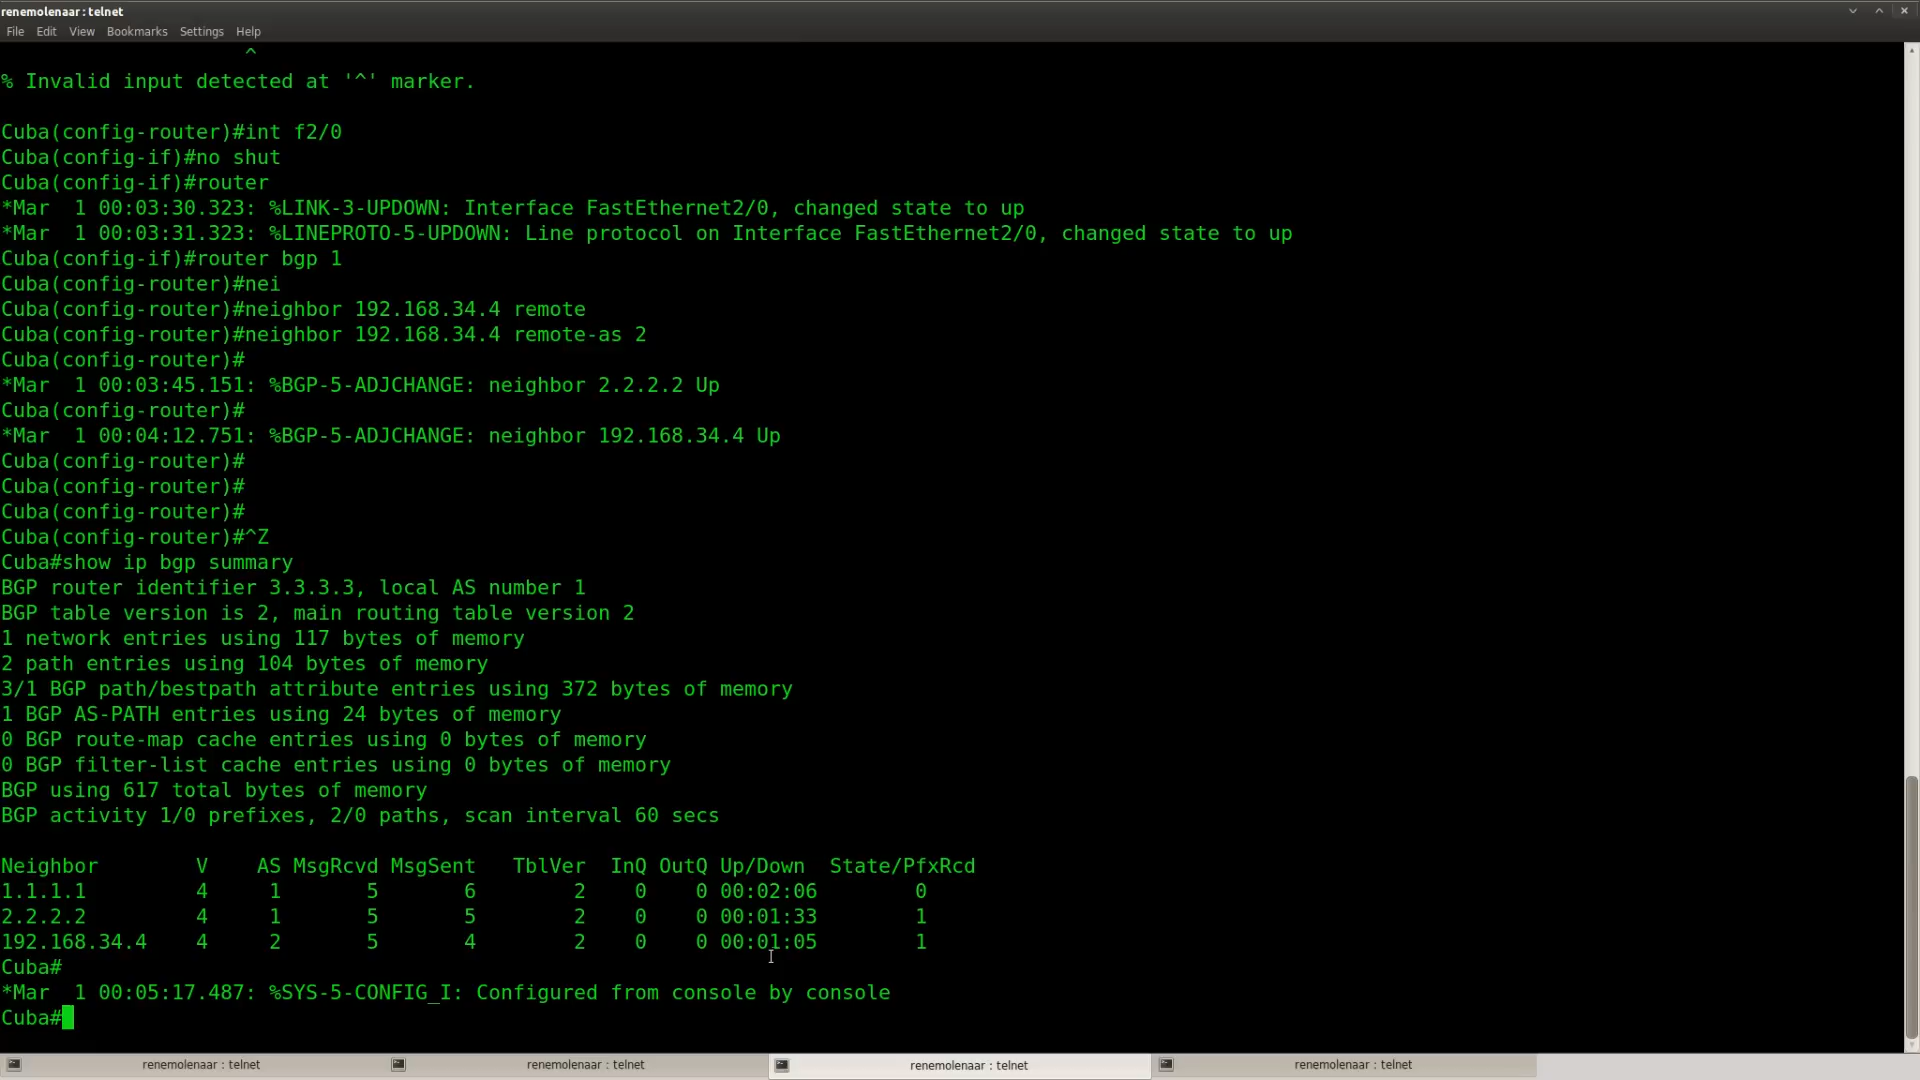 renemolenaar : telnet
File Edit View Bookmarks Settings Help
^
% Invalid input detected at '^' marker.
Cuba(config-router)#int f2/0
Cuba(config-if)#no shut
Cuba(config-if)#router
*Mar  1 00:03:30.323: %LINK-3-UPDOWN: Interface FastEthernet2/0, changed state to up
*Mar  1 00:03:31.323: %LINEPROTO-5-UPDOWN: Line protocol on Interface FastEthernet2/0, changed state to up
Cuba(config-if)#router bgp 1
Cuba(config-router)#nei
Cuba(config-router)#neighbor 192.168.34.4 remote
Cuba(config-router)#neighbor 192.168.34.4 remote-as 2
Cuba(config-router)#
*Mar  1 00:03:45.151: %BGP-5-ADJCHANGE: neighbor 2.2.2.2 Up
Cuba(config-router)#
*Mar  1 00:04:12.751: %BGP-5-ADJCHANGE: neighbor 192.168.34.4 Up
Cuba(config-router)#
Cuba(config-router)#
Cuba(config-router)#
Cuba(config-router)#^Z
Cuba#show ip bgp summary
BGP router identifier 3.3.3.3, local AS number 1
BGP table version is 2, main routing table version 2
1 network entries using 117 bytes of memory
2 path entries using 104 bytes of memory
3/1 BGP path/bestpath attribute entries using 372 bytes of memory
1 BGP AS-PATH entries using 24 bytes of memory
0 BGP route-map cache entries using 0 bytes of memory
0 BGP filter-list cache entries using 0 bytes of memory
BGP using 617 total bytes of memory
BGP activity 1/0 prefixes, 2/0 paths, scan interval 60 secs
Neighbor        V    AS MsgRcvd MsgSent   TblVer  InQ OutQ Up/Down  State/PfxRcd
1.1.1.1         4     1       5       6        2    0    0 00:02:06        0
2.2.2.2         4     1       5       5        2    0    0 00:01:33        1
192.168.34.4    4     2       5       4        2    0    0 00:01:05        1
Cuba#
*Mar  1 00:05:17.487: %SYS-5-CONFIG_I: Configured from console by console
Cuba#
renemolenaar : telnet renemolenaar : telnet renemolenaar : telnet renemolenaar : telnet